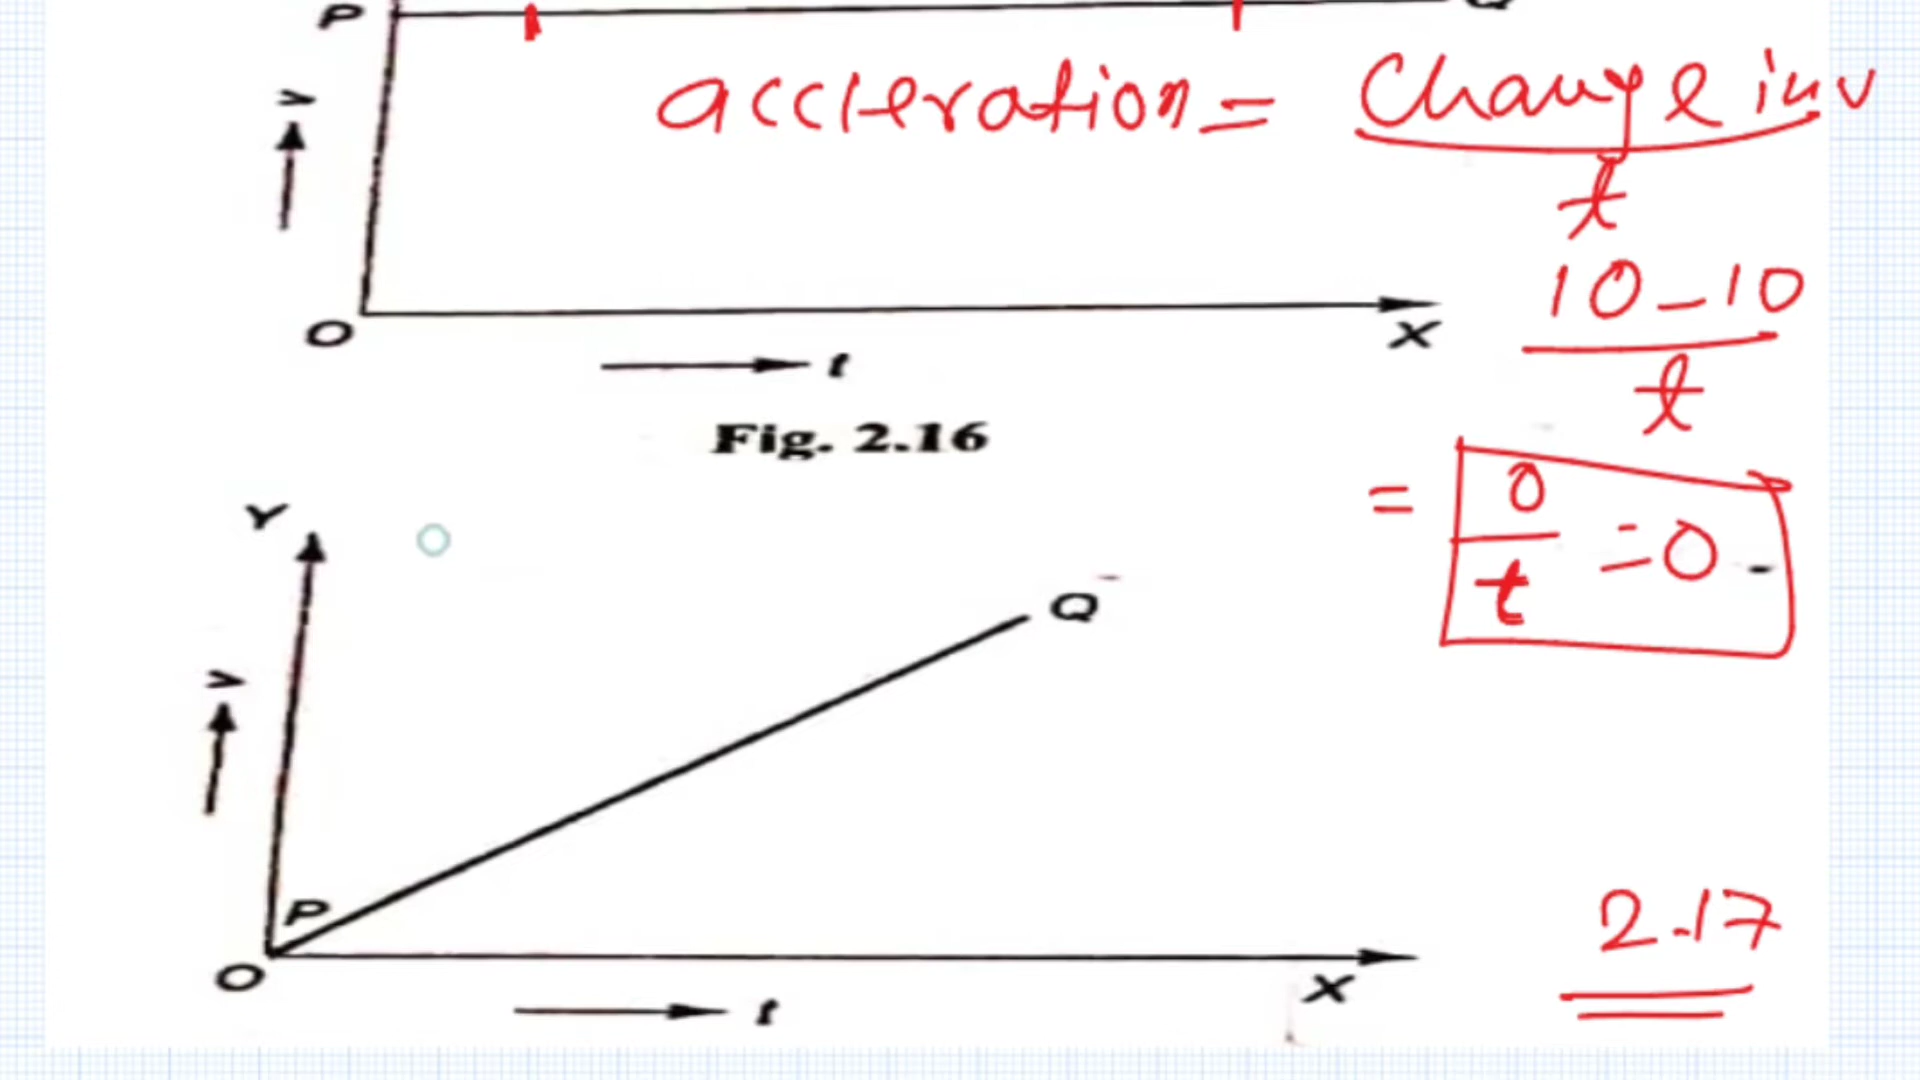 P
Q
accleration = Change in v
t
v
10-10
t
O
X
t
Fig. 2.16
= 0
t
=0
Y
Q
v
P
2.17
O
X
t